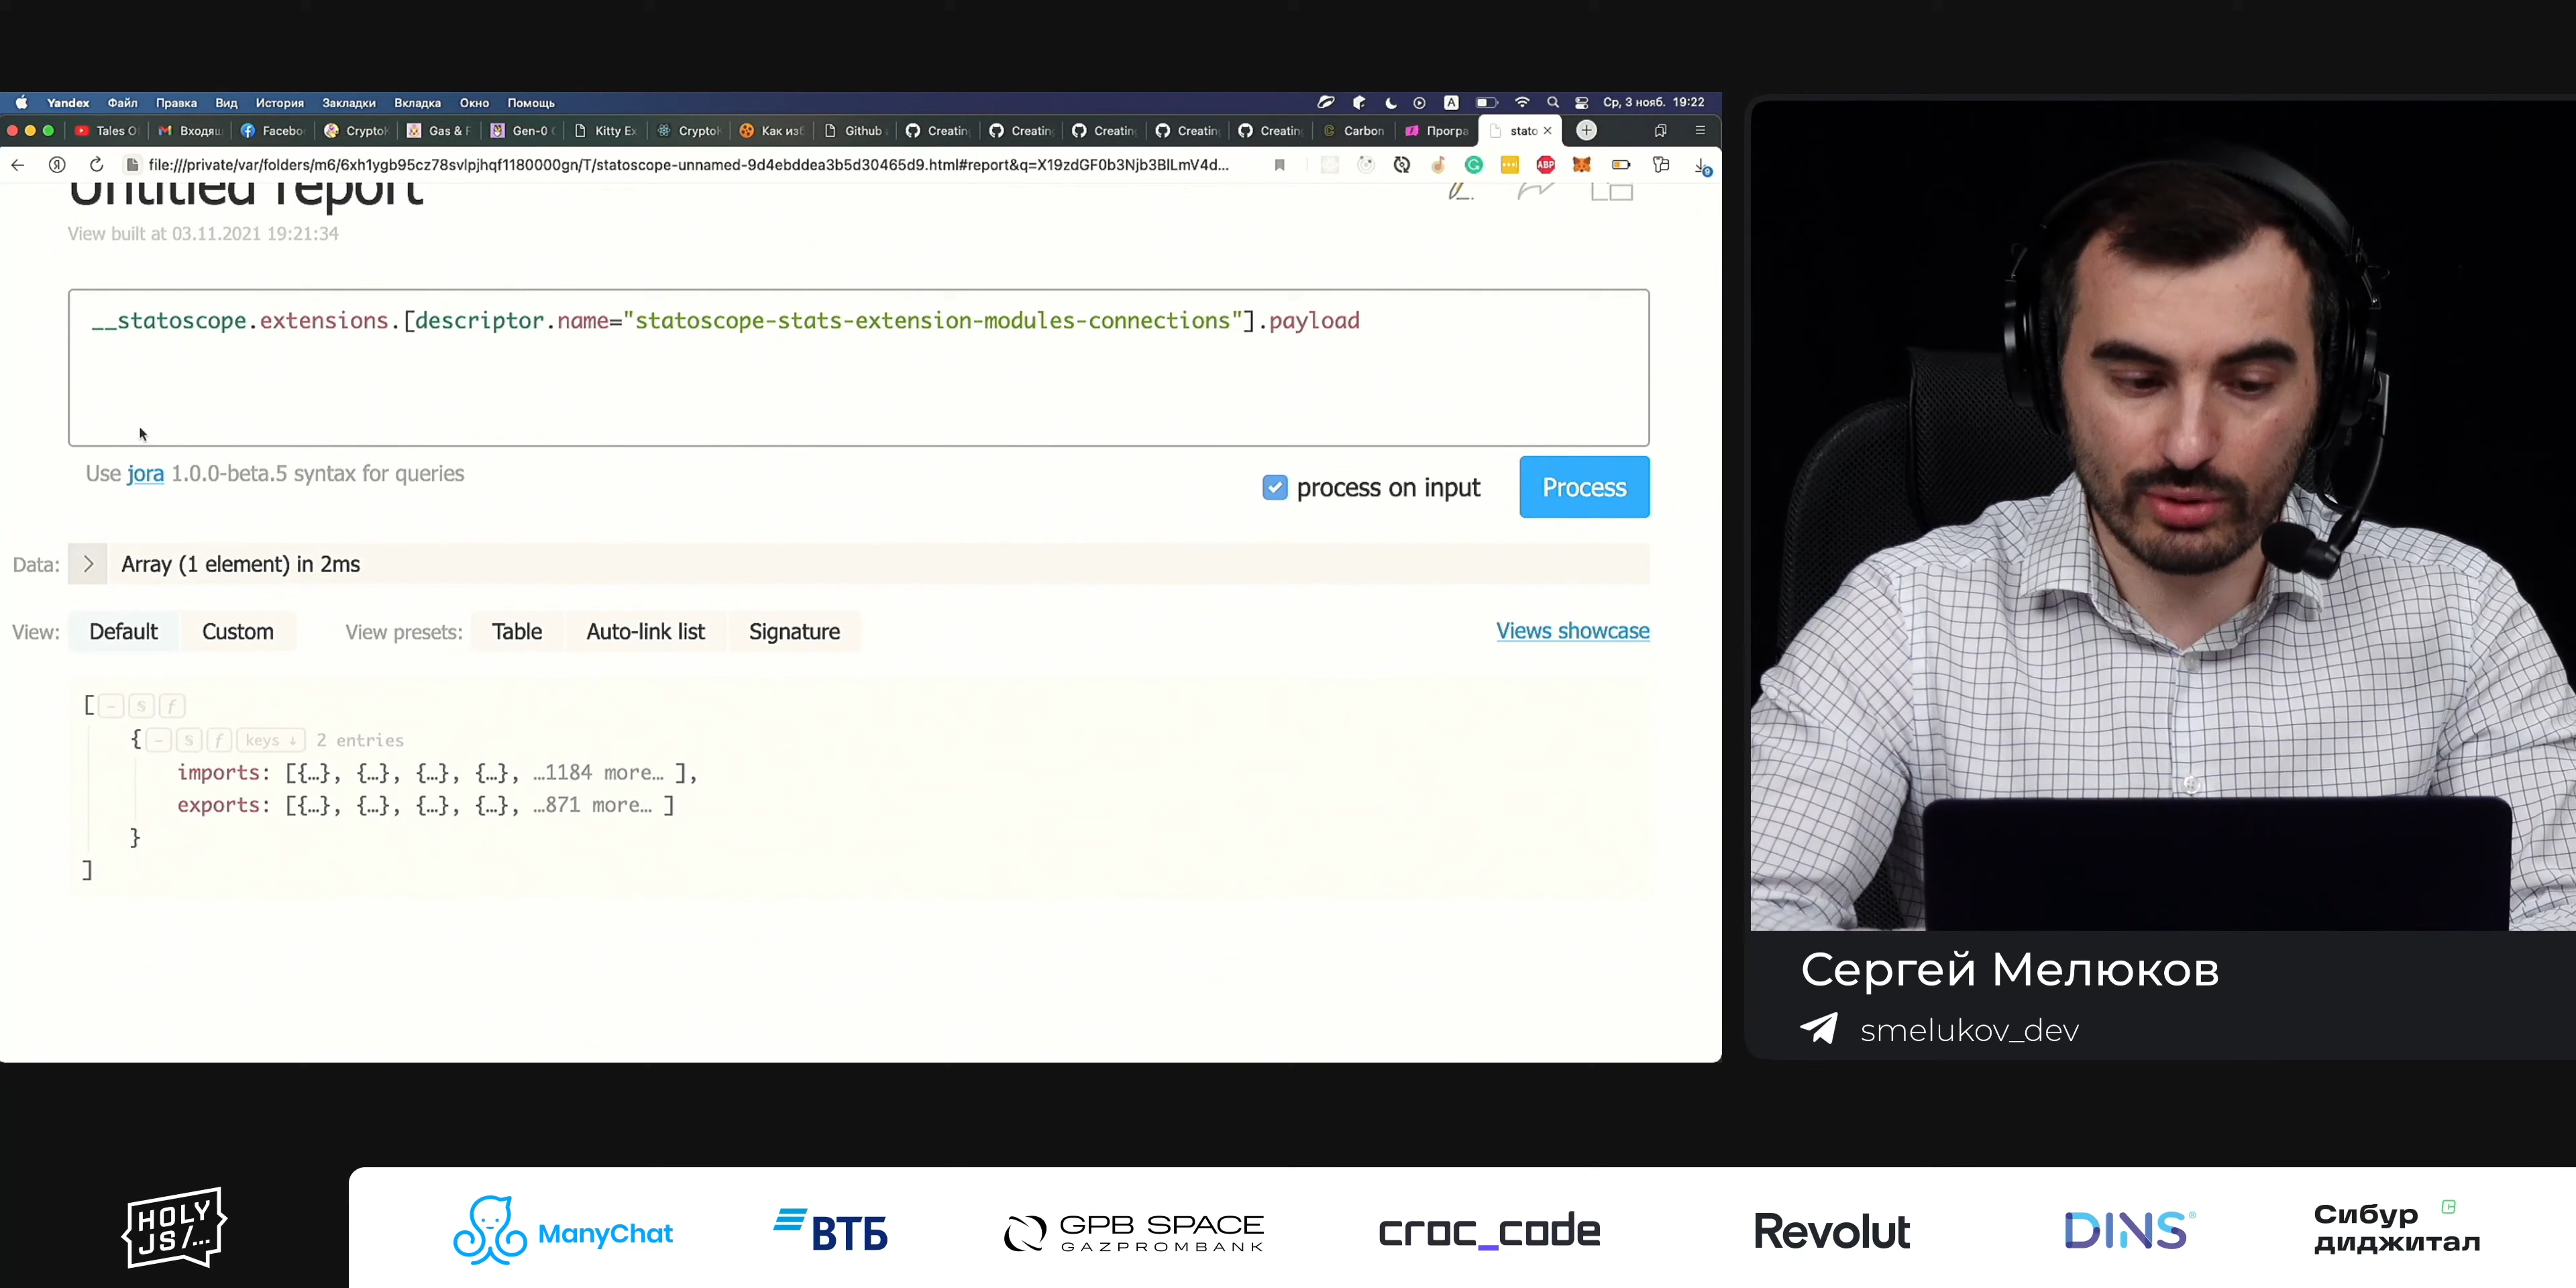 Yandex Файл Правка Вид История Закладки Вкладка Окно Помощь
A Ср, 3 нояб. 19:22
Tales O Входящ Facebo Crypto Gas & F Gen-0 Kitty Ex Crypto Как изб Github Creatin Creatin Creatin Creatin Creatin Carbon Програ stato
file:///private/var/folders/m6/6xh1ygb95cz78svlpjhqf1180000gn/T/statoscope-unnamed-9d4ebddea3b5d30465d9.html#report&q=X19zdGF0b3Njb3BlLmV4d...
ABP
Untitled report
View built at 03.11.2021 19:21:34
__statoscope.extensions.[descriptor.name="statoscope-stats-extension-modules-connections"].payload
Use jora 1.0.0-beta.5 syntax for queries
process on input
Process
Data: Array (1 element) in 2ms
View: Default Custom View presets: Table Auto-link list Signature Views showcase
[ – S f
{ – S f keys ↓ 2 entries
imports: [{…}, {…}, {…}, {…}, …1184 more… ],
exports: [{…}, {…}, {…}, {…}, …871 more… ]
}
]
Сергей Мелюков
smelukov_dev
HOLY
JS/...
ManyChat
ВТБ
GPB SPACE
GAZPROMBANK
croc_code
Revolut
DINS®
Сибур
диджитал